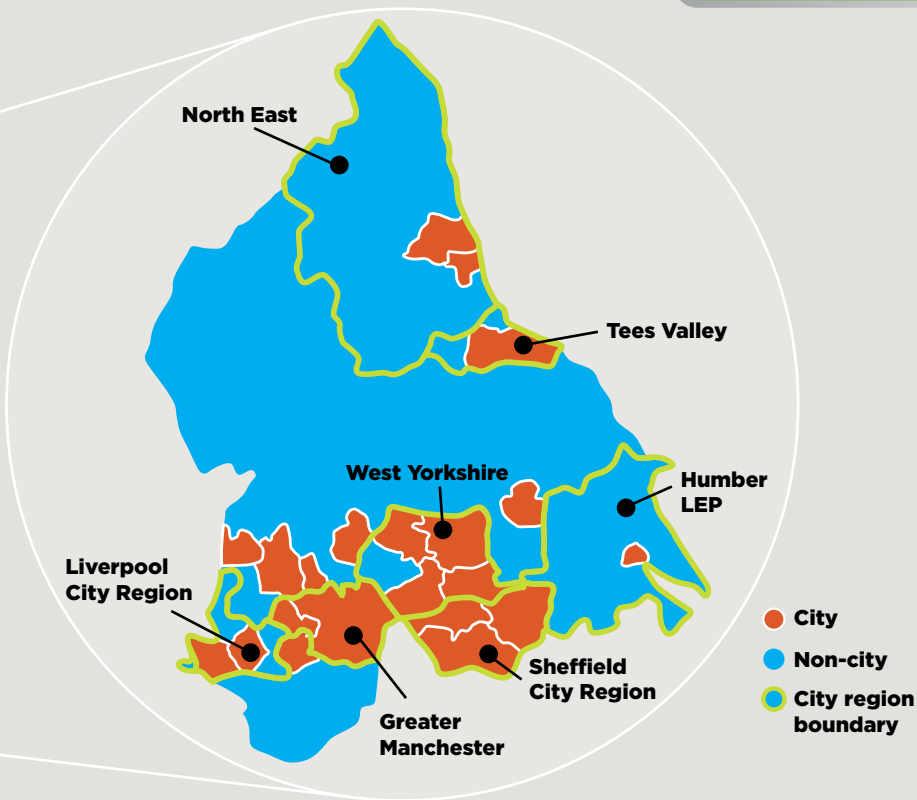 North East
Tees Valley
West Yorkshire
Humber
LEP
Liverpool
City Region
City
Non-city
Sheffield
City Region
City region
boundary
Greater
Manchester